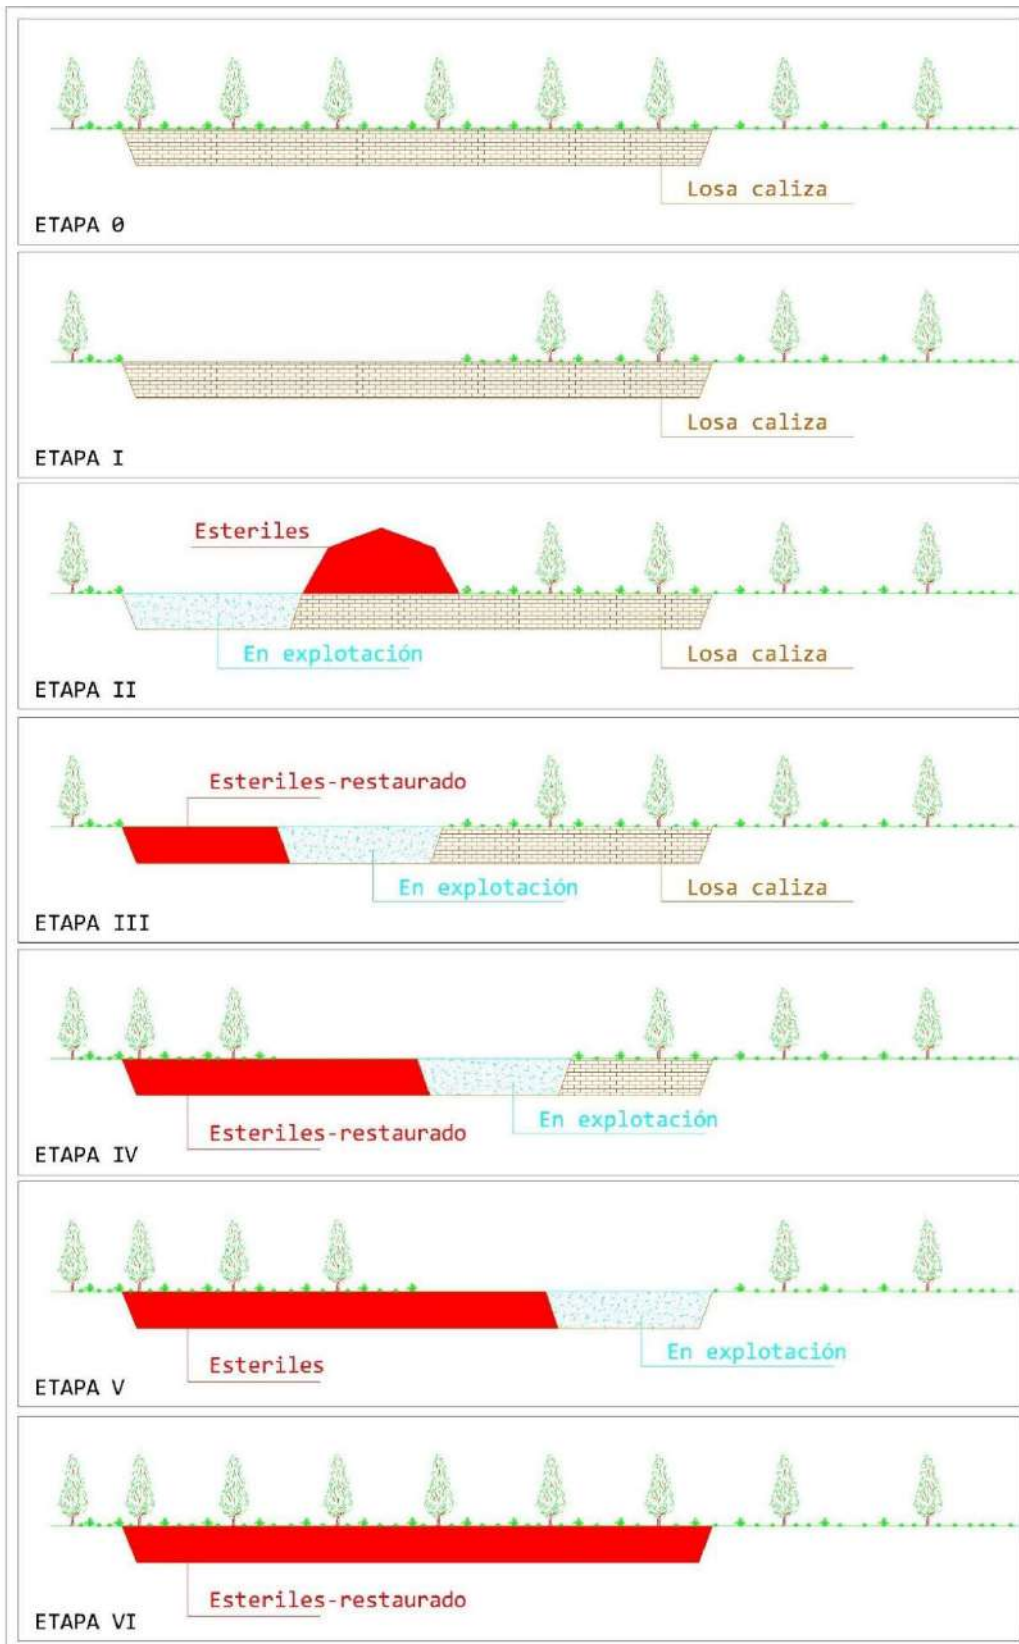 Losa caliza
ETAPA 0
Losa caliza
ETAPA I
Esteriles
En explotación
Losa caliza
ETAPA II
Esteriles-restaurado
En explotación
Losa caliza
ETAPA III
En explotación
Esteriles-restaurado
ETAPA IV
En explotación
Esteriles
ETAPA V
Esteriles-restaurado
ETAPA VI